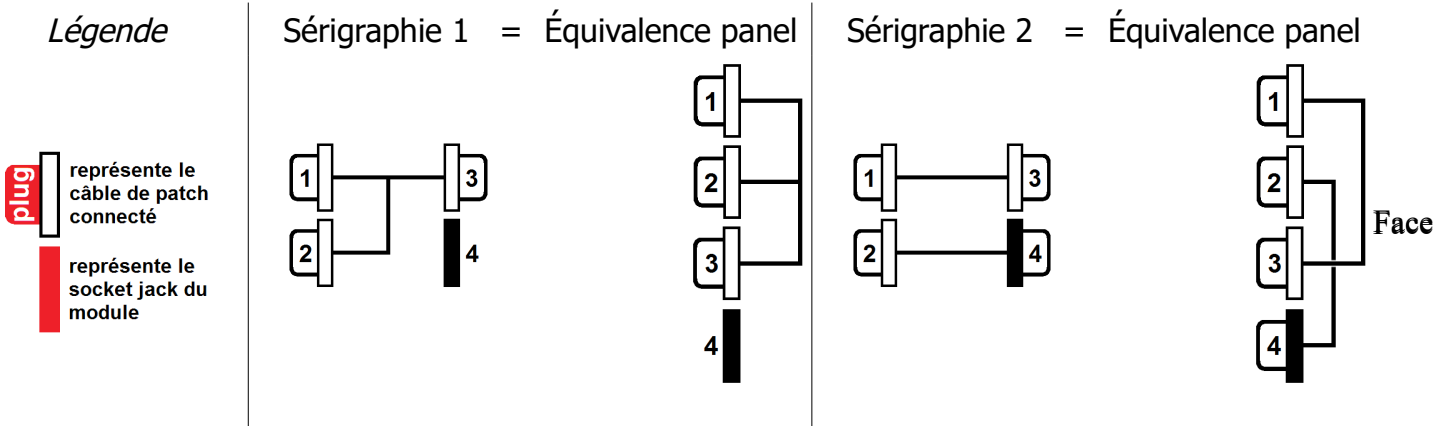 Légende
plug
représente le
câble de patch
connecté
représente le
socket jack du
module
Sérigraphie 1 = Équivalence panel
1 3
2 4
1
2
3
4
Sérigraphie 2 = Équivalence panel
1 3
2 4
1
2
3
4
Face